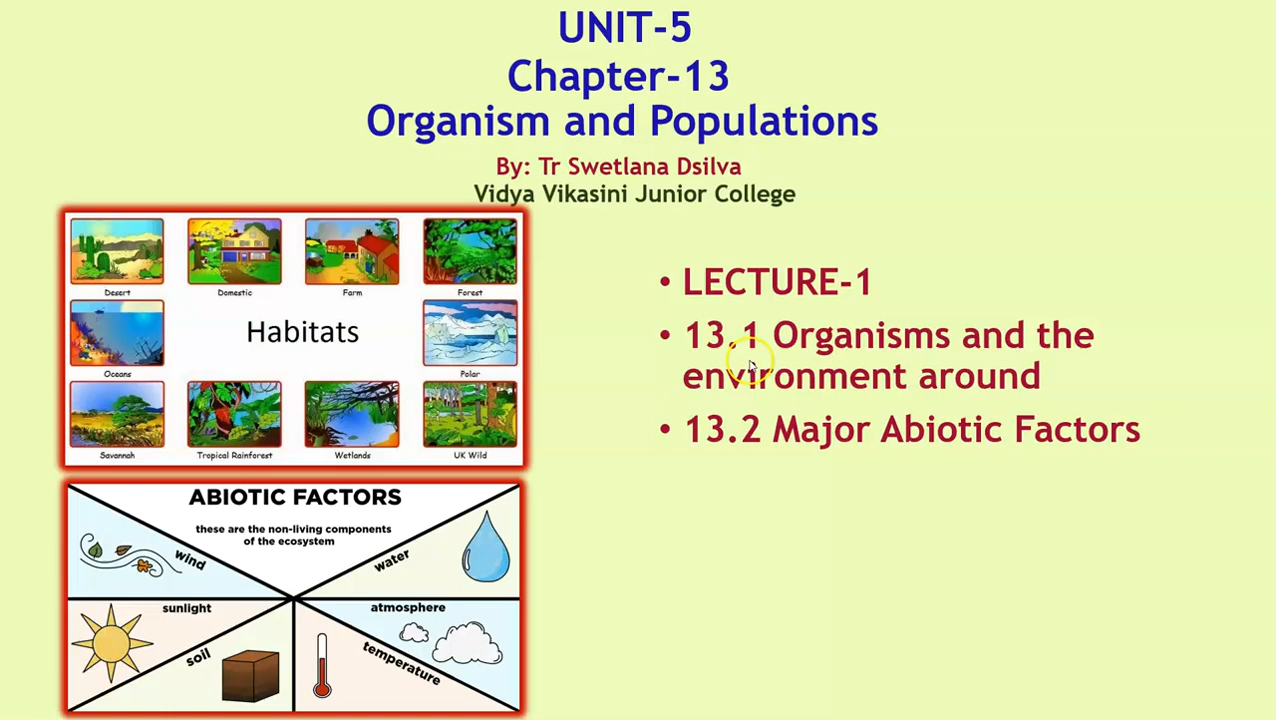 UNIT-5
Chapter-13
Organism and Populations
By: Tr Swetlana Dsilva
Vidya Vikasini Junior College
Desert
Domestic
Farm
Forest
Habitats
Oceans
Polar
Savannah
Tropical Rainforest
Wetlands
UK Wild
• LECTURE-1
• 13.1 Organisms and the
environment around
• 13.2 Major Abiotic Factors
ABIOTIC FACTORS
these are the non-living components
of the ecosystem
wind
water
sunlight
atmosphere
soil
temperature